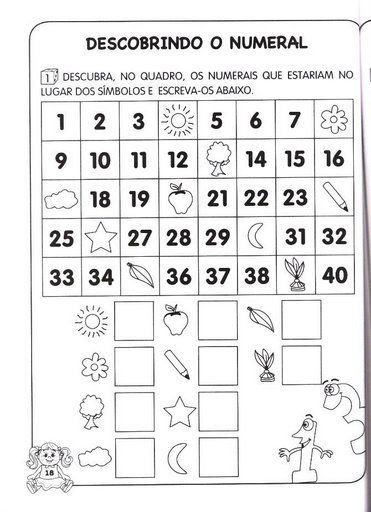 DESCOBRINDO O NUMERAL
1 DESCUBRA, NO QUADRO, OS NUMERAIS QUE ESTARIAM NO
LUGAR DOS SÍMBOLOS E ESCREVA-OS ABAIXO.
1 2 3 5 6 7
9 10 11 12 14 15 16
18 19 21 22 23
25 27 28 29 31 32
33 34 36 37 38 40
18